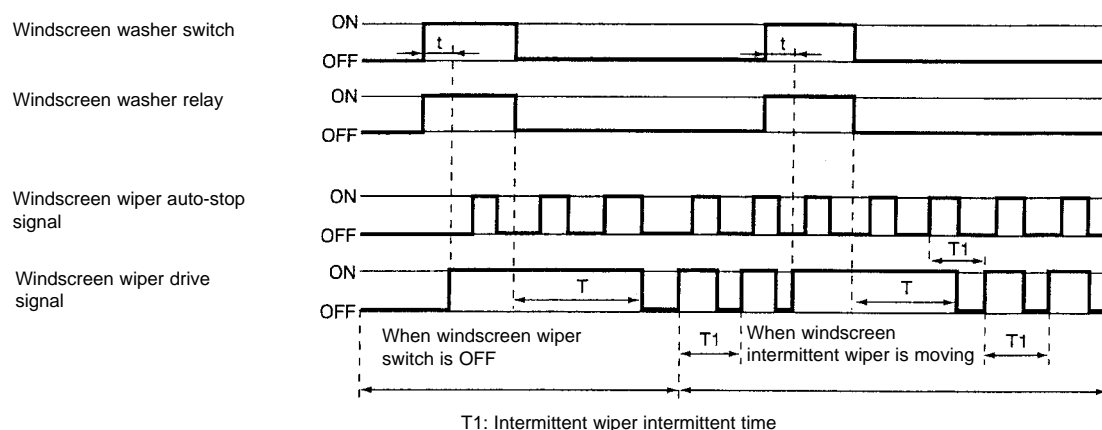 Windscreen washer switch
ON
t
t
OFF
Windscreen washer relay
ON
OFF
Windscreen wiper auto-stop
signal
ON
OFF
T1
Windscreen wiper drive
signal
ON
T
T
OFF
When windscreen wiper
switch is OFF
T1
When windscreen
intermittent wiper is moving
T1
T1: Intermittent wiper intermittent time